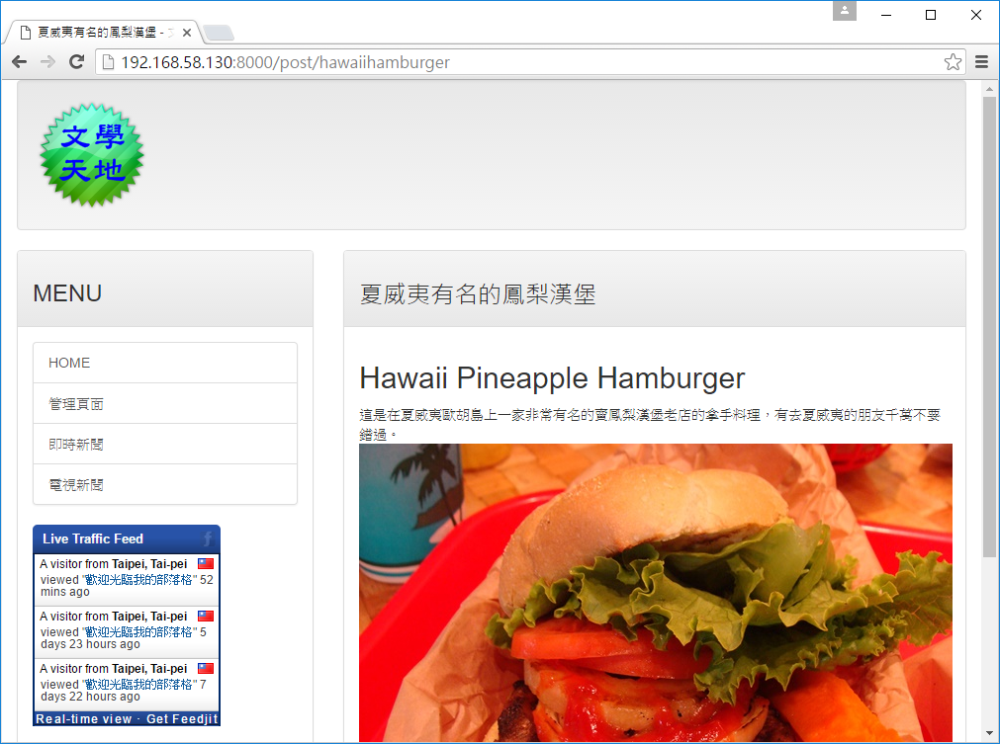 夏威夷有名的鳳梨漢堡 -
192.168.58.130:8000/post/hawaiihamburger
文學
天地
MENU
HOME
管理頁面
即時新聞
電視新聞
Live Traffic Feed
A visitor from Taipei, Tai-pei
viewed "歡迎光臨我的部落格" 52
mins ago
A visitor from Taipei, Tai-pei
viewed "歡迎光臨我的部落格" 5
days 23 hours ago
A visitor from Taipei, Tai-pei
viewed "歡迎光臨我的部落格" 7
days 22 hours ago
Real-time view · Get Feedjit
夏威夷有名的鳳梨漢堡
Hawaii Pineapple Hamburger
這是在夏威夷歐胡島上一家非常有名的賣鳳梨漢堡老店的拿手料理，有去夏威夷的朋友千萬不要
錯過。